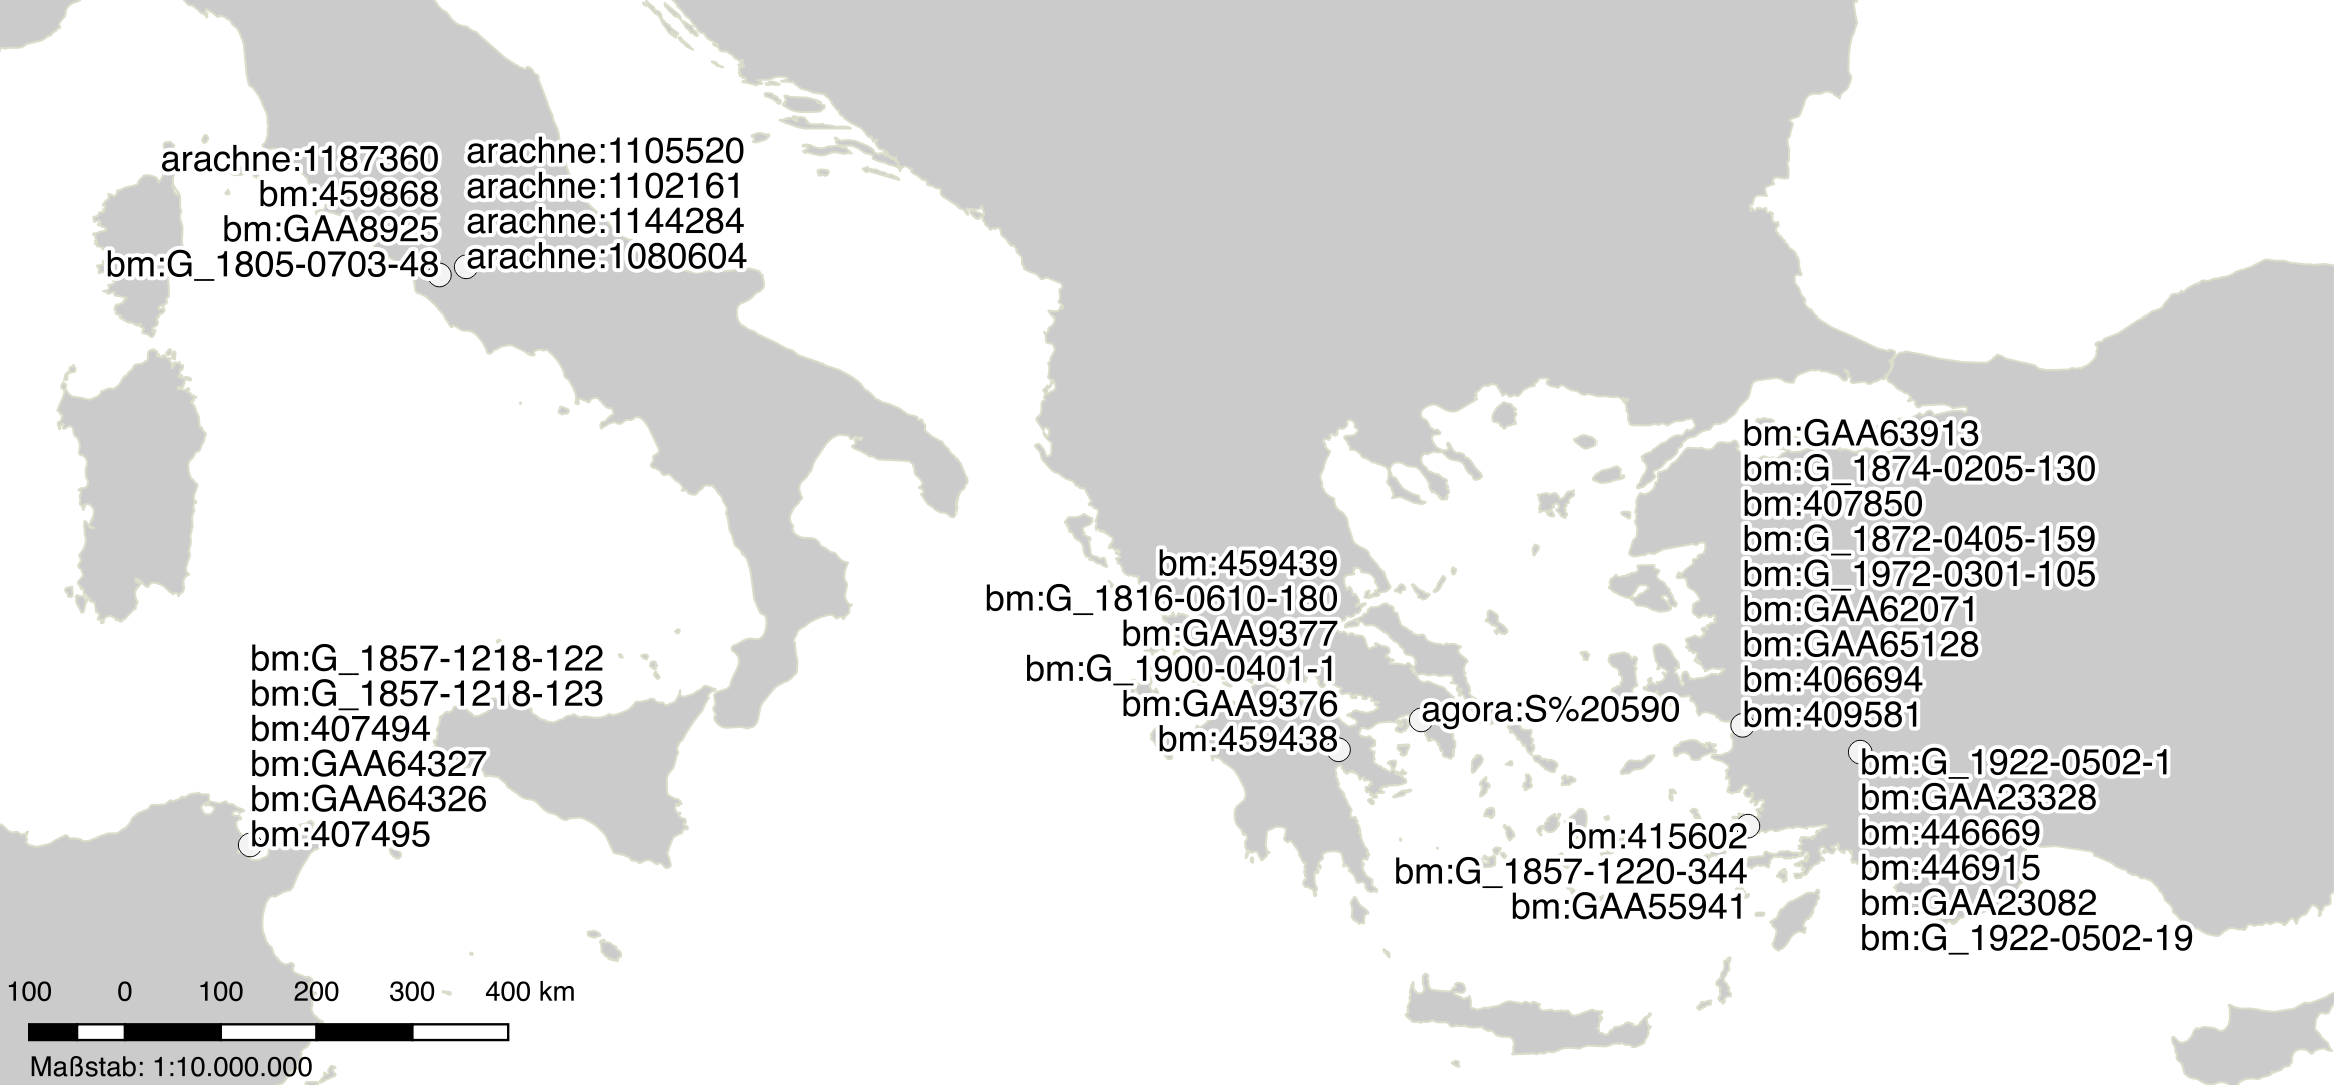 arachne:1187360
bm:459868
bm:GAA8925
bm:G_1805-0703-48
arachne:1105520
arachne:1102161
arachne:1144284
arachne:1080604
bm:GAA63913
bm:G_1874-0205-130
bm:407850
bm:G_1872-0405-159
bm:G_1972-0301-105
bm:GAA62071
bm:GAA65128
bm:406694
bm:409581
bm:459439
bm:G_1816-0610-180
bm:GAA9377
bm:G_1900-0401-1
bm:GAA9376
bm:459438
agora:S%20590
bm:G_1857-1218-122
bm:G_1857-1218-123
bm:407494
bm:GAA64327
bm:GAA64326
bm:407495
bm:G_1922-0502-1
bm:GAA23328
bm:446669
bm:446915
bm:GAA23082
bm:G_1922-0502-19
bm:415602
bm:G_1857-1220-344
bm:GAA55941
100 0 100 200 300 400 km
Maßstab: 1:10.000.000